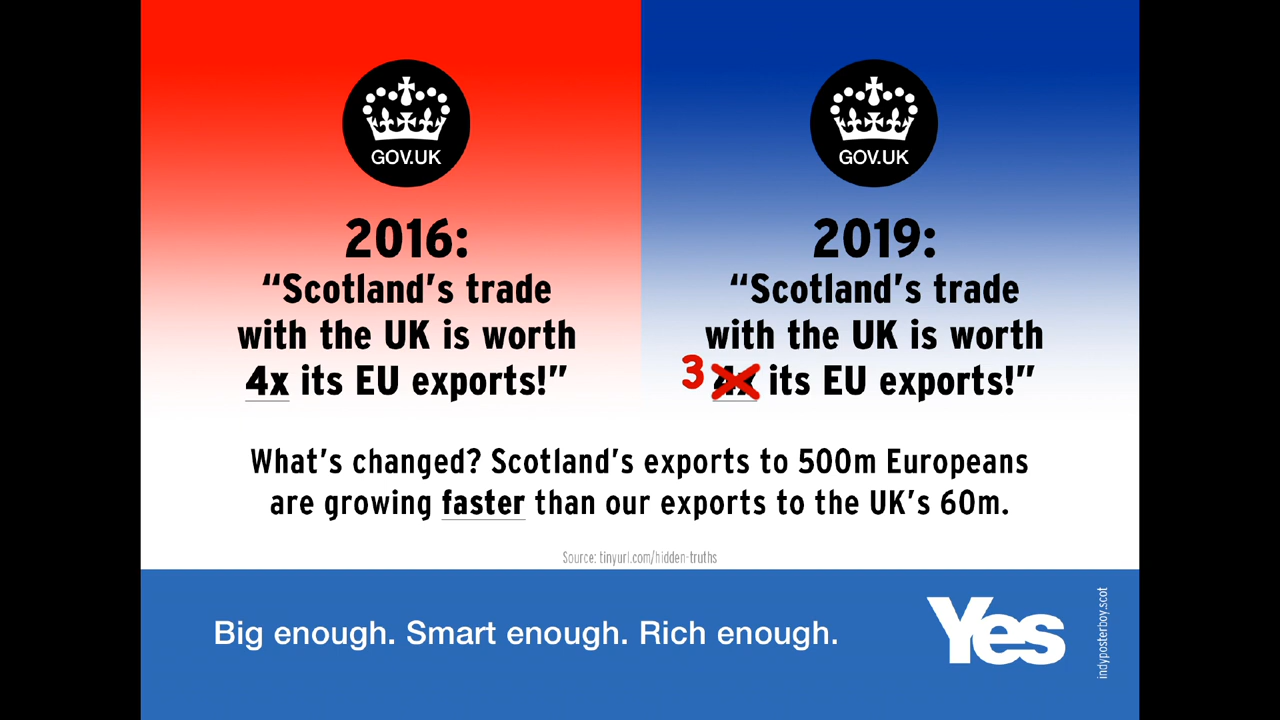 GOV.UK
2016:
“Scotland’s trade
with the UK is worth
4x its EU exports!”
GOV.UK
2019:
“Scotland’s trade
with the UK is worth
3 4x its EU exports!”
What’s changed? Scotland’s exports to 500m Europeans
are growing faster than our exports to the UK’s 60m.
Source: tinyurl.com/hidden-truths
Big enough. Smart enough. Rich enough.
Yes
indyposterboy.scot